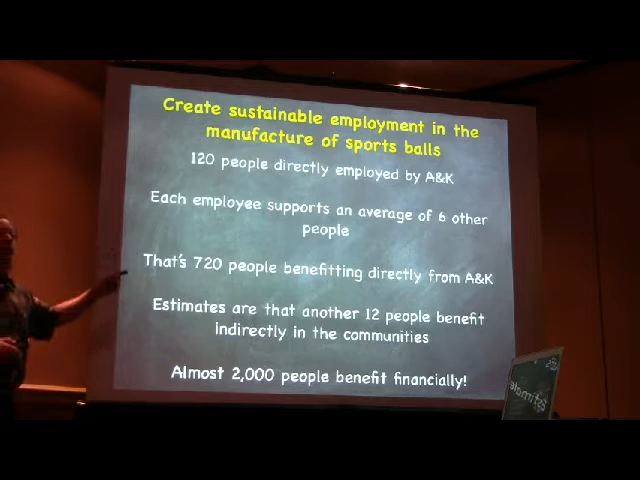 Create sustainable employment in the
manufacture of sports balls
120 people directly employed by A&K
Each employee supports an average of 6 other
people
That's 720 people benefitting directly from A&K
Estimates are that another 12 people benefit
indirectly in the communities
Almost 2,000 people benefit financially!